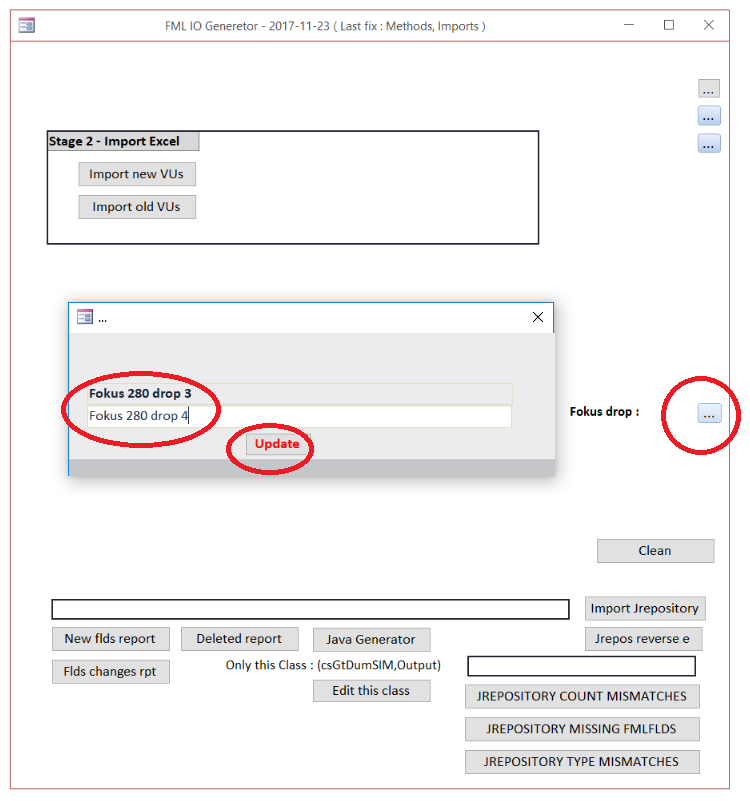 FML IO Generetor - 2017-11-23 ( Last fix : Methods, Imports )
...
...
...
Stage 2 - Import Excel
Import new VUs
Import old VUs
...
Fokus 280 drop 3
Fokus 280 drop 4
Update
Fokus drop :
...
Clean
Import Jrepository
New flds report
Deleted report
Java Generator
Jrepos reverse e
Flds changes rpt
Only this Class : (csGtDumSIM,Output)
Edit this class
JREPOSITORY COUNT MISMATCHES
JREPOSITORY MISSING FMLFLDS
JREPOSITORY TYPE MISMATCHES